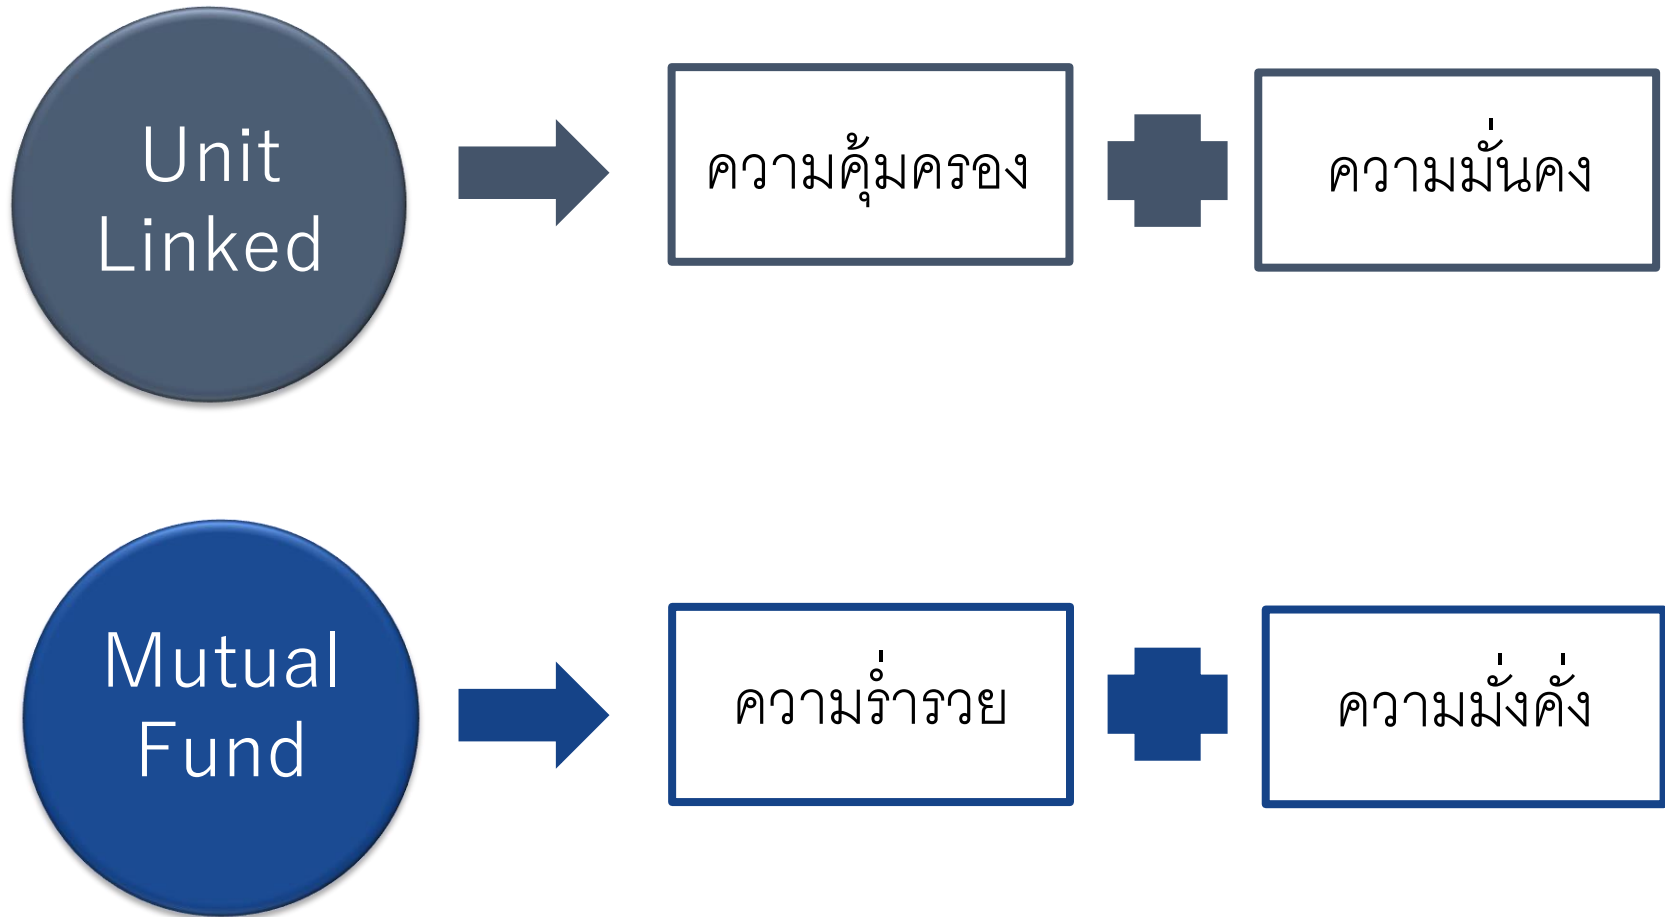 Unit
Linked
ความคุ้มครอง
ความมั่นคง
Mutual
Fund
ความร่ำรวย
ความมั่งคั่ง